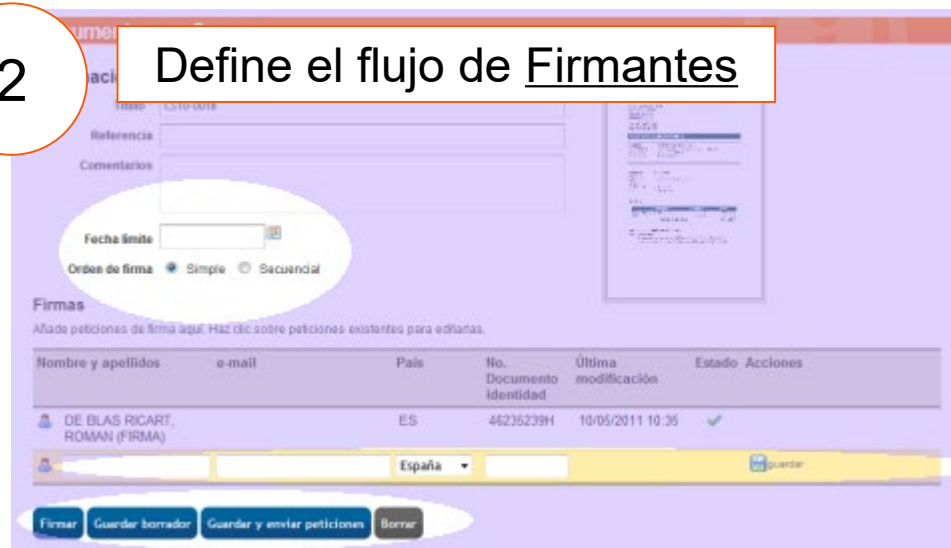 2
Define el flujo de Firmantes
Título CS10-0018
Referencia
Comentarios
Fecha límite
Orden de firma Simple Secuencial
Firmas
Añade peticiones de firma aquí. Haz clic sobre peticiones existentes para editarlas.
Nombre y apellidos e-mail País No. Documento identidad Última modificación Estado Acciones
DE BLAS RICART, ES 46235239H 10/05/2011 10:35
ROMAN (FIRMA)
España guardar
Firmar Guardar borrador Guardar y enviar peticiones Borrar